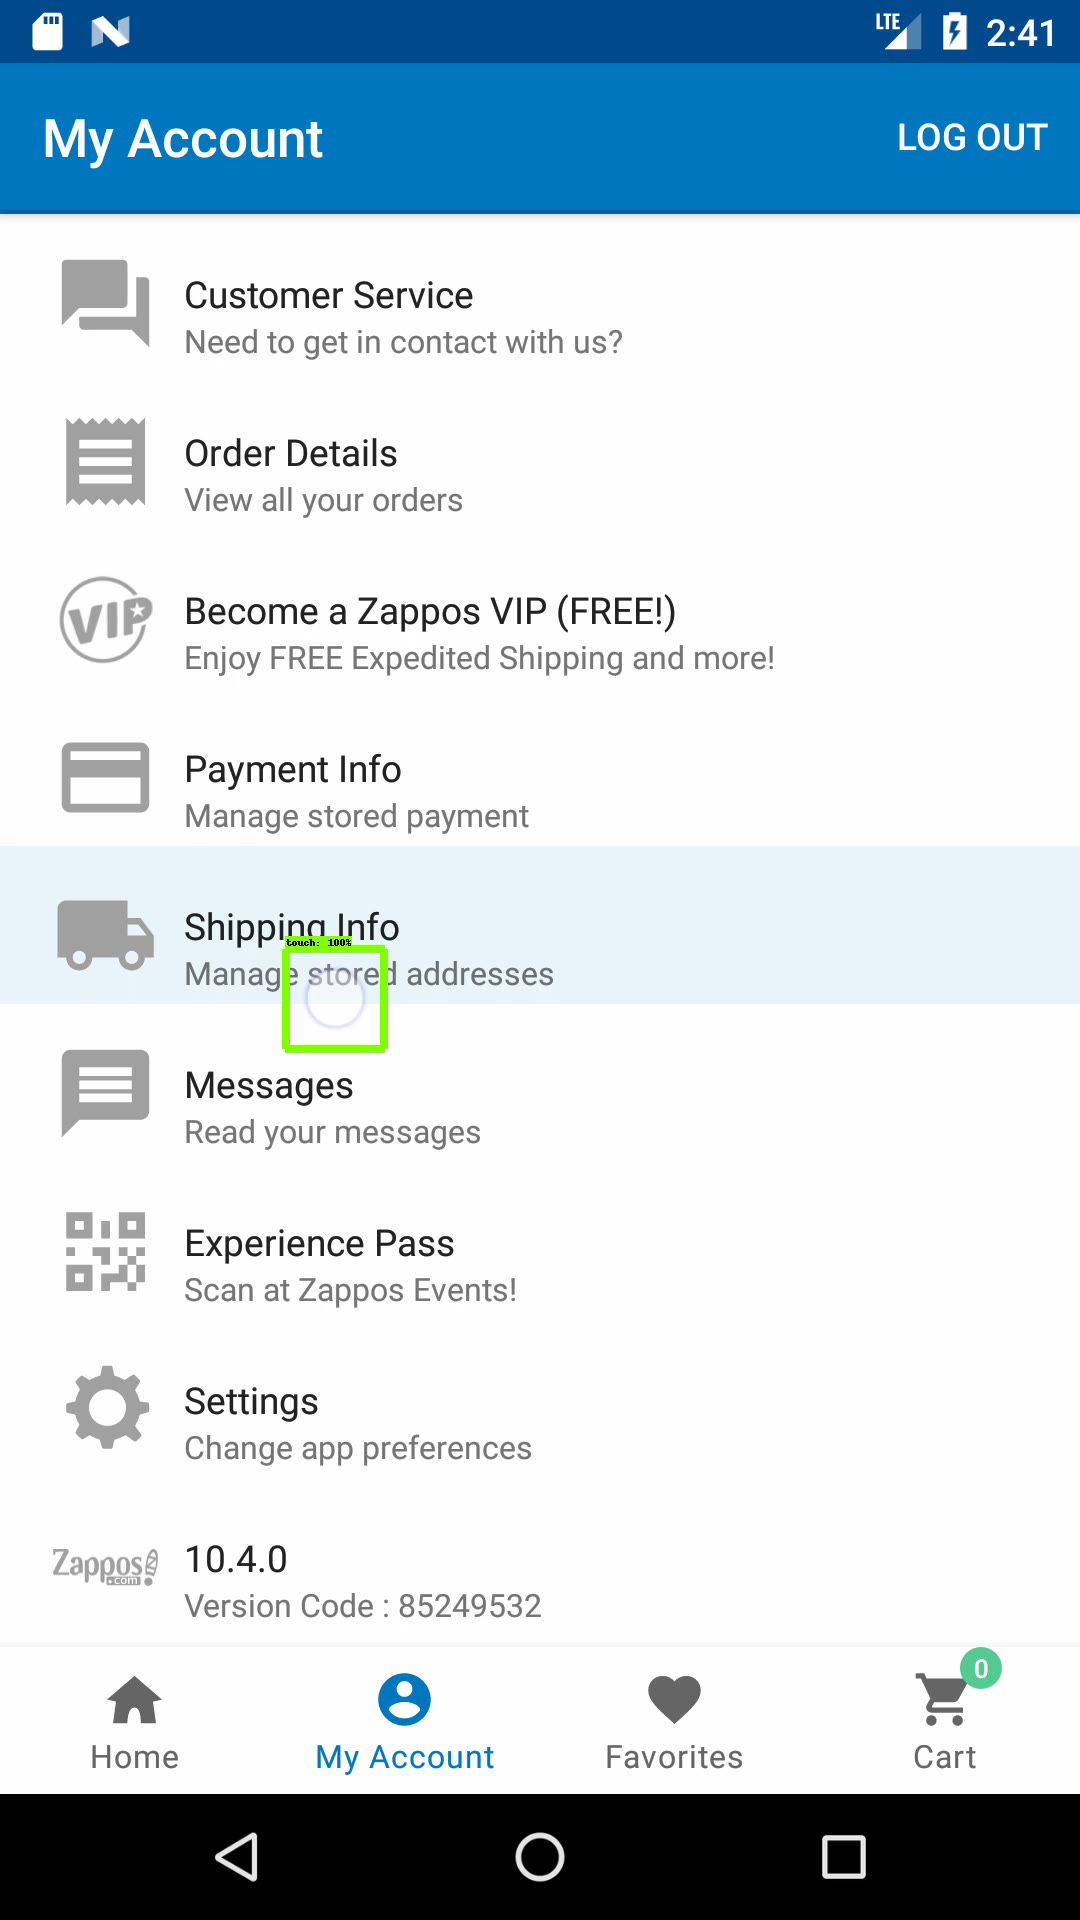 LTE 2:41
My Account LOG OUT
Customer Service
Need to get in contact with us?
Order Details
View all your orders
VIP
Become a Zappos VIP (FREE!)
Enjoy FREE Expedited Shipping and more!
Payment Info
Manage stored payment
Shipping Info
touch: 100%
Manage stored addresses
Messages
Read your messages
Experience Pass
Scan at Zappos Events!
Settings
Change app preferences
Zappos .com
10.4.0
Version Code : 85249532
0
Home My Account Favorites Cart